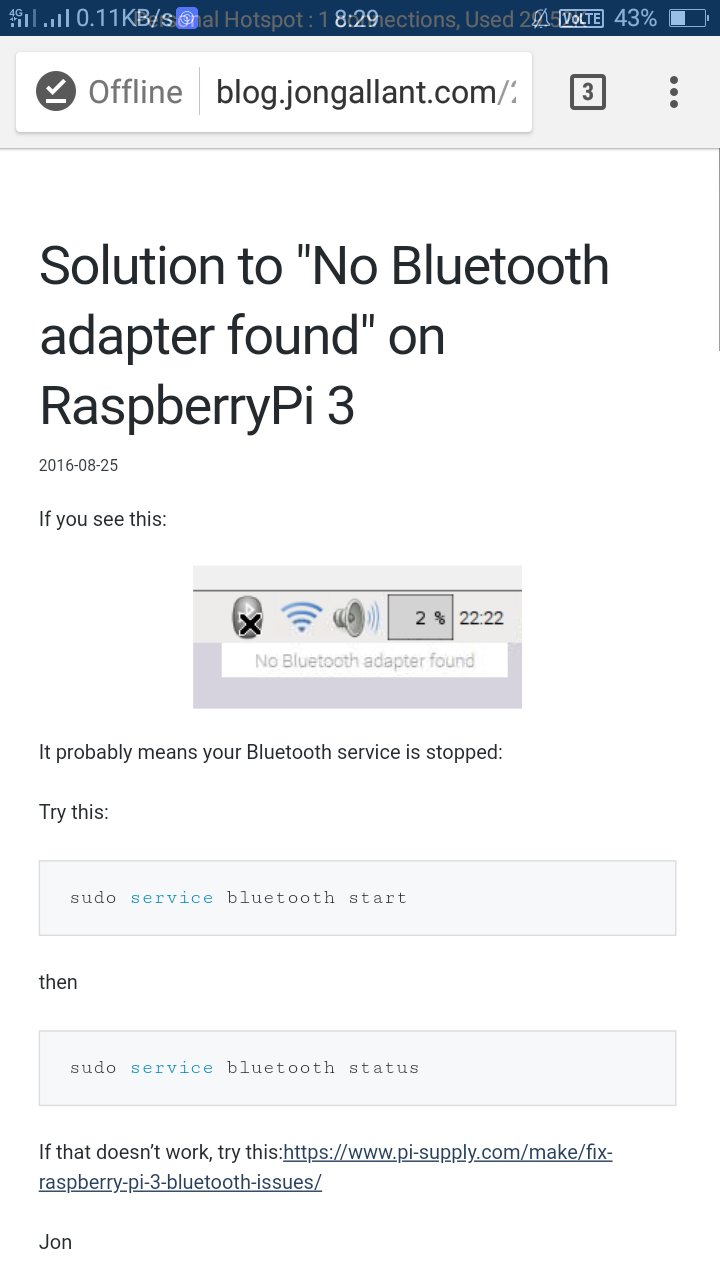 4G 0.11KB/s 8:29 VoLTE 43%
Personal Hotspot : 1 connections, Used
Offline blog.jongallant.com/2 3
Solution to "No Bluetooth
adapter found" on
RaspberryPi 3
2016-08-25
If you see this:
2 % 22:22
No Bluetooth adapter found
It probably means your Bluetooth service is stopped:
Try this:
sudo service bluetooth start
then
sudo service bluetooth status
If that doesn’t work, try this:https://www.pi-supply.com/make/fix-
raspberry-pi-3-bluetooth-issues/
Jon